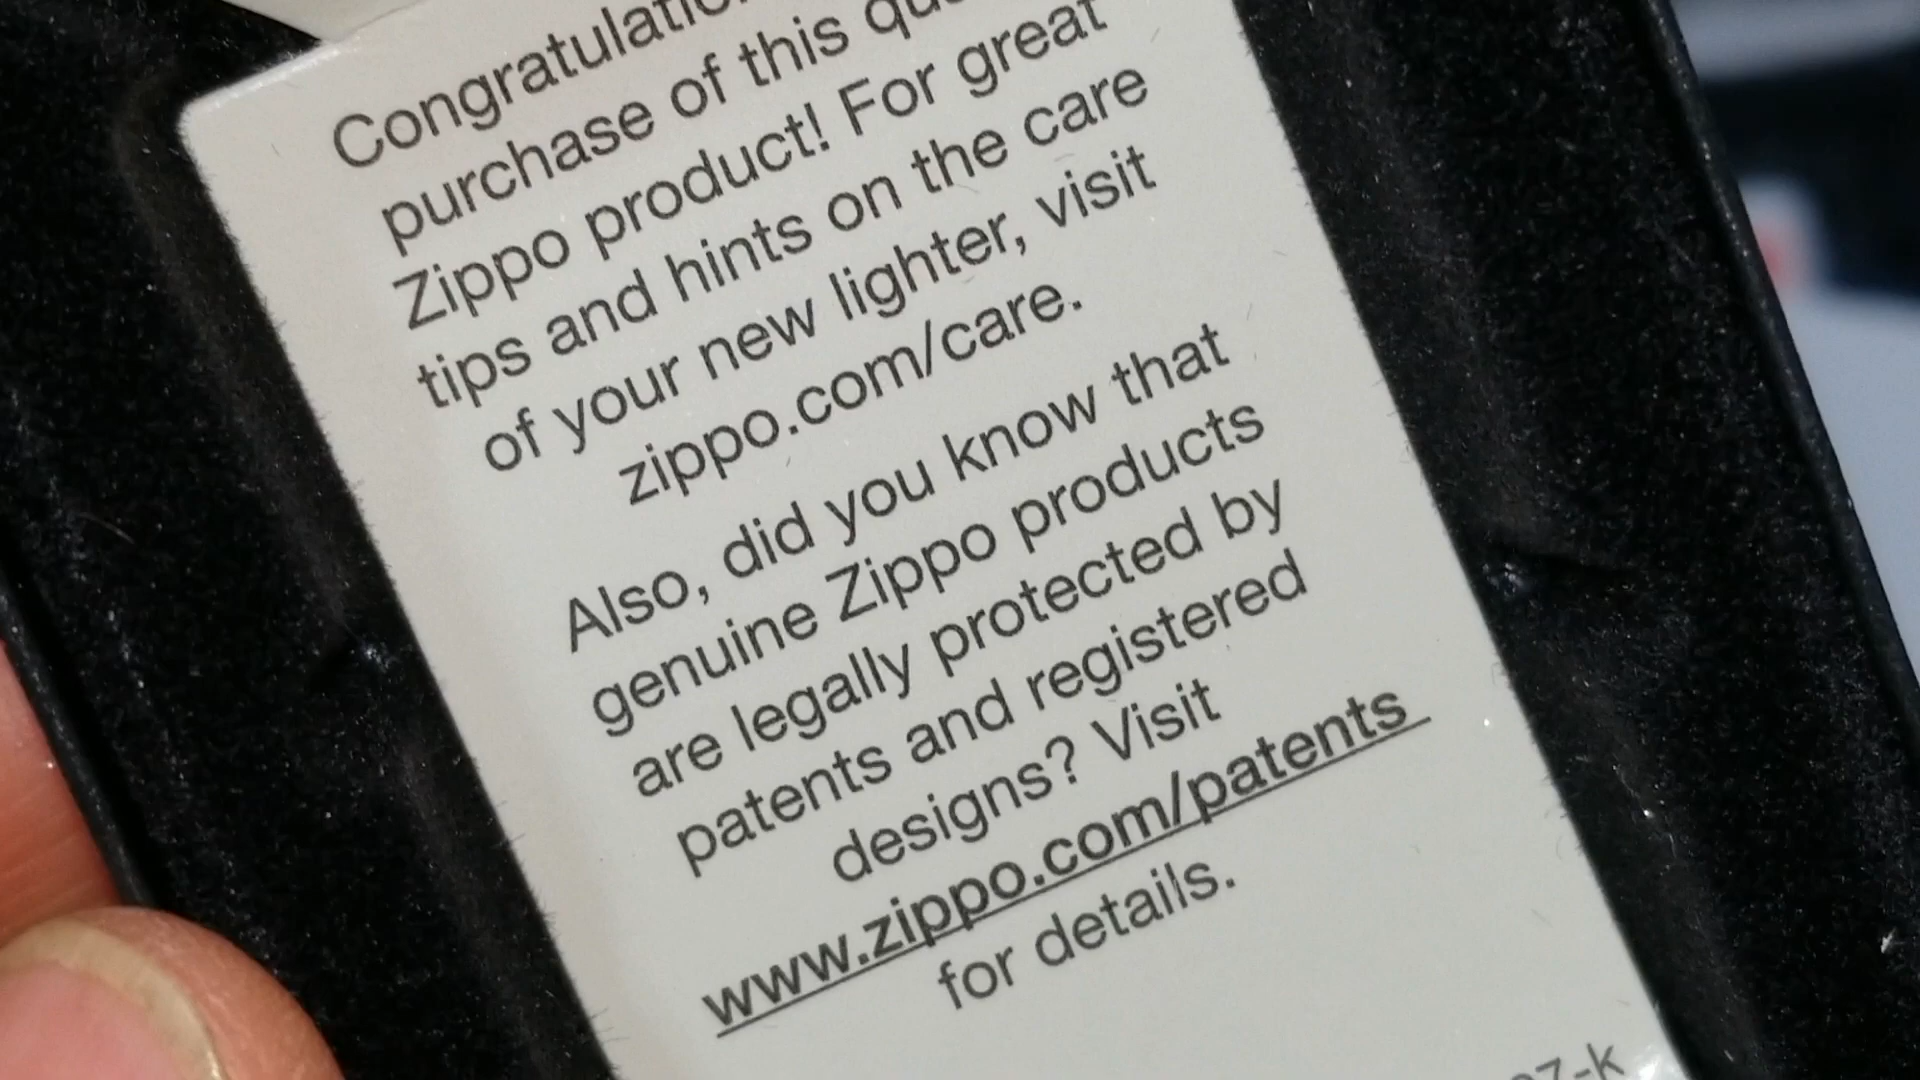 purchase of this
Zippo product! For great
tips and hints on the care
of your new lighter, visit
zippo.com/care.
Also, did you know that
genuine Zippo products
are legally protected by
patents and registered
designs? Visit
www.zippo.com/patents
for details.